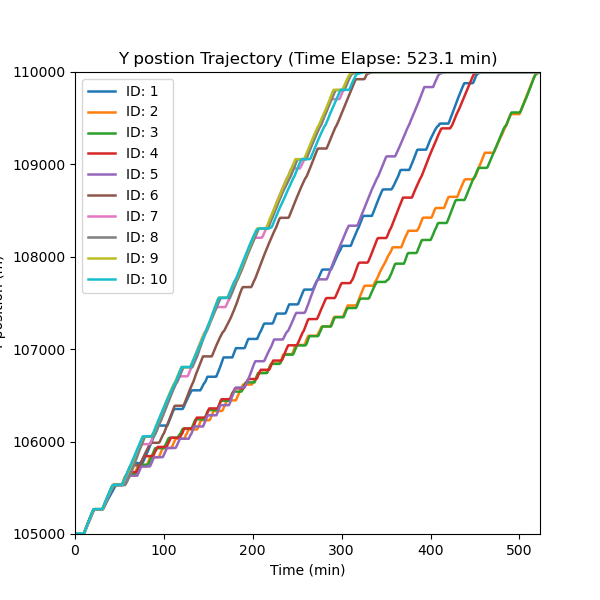 Y postion Trajectory (Time Elapse: 523.1 min)
110000
109000
108000
107000
106000
105000
ID: 1
ID: 2
ID: 3
ID: 4
ID: 5
ID: 6
ID: 7
ID: 8
ID: 9
ID: 10
0 100 200 300 400 500
Time (min)